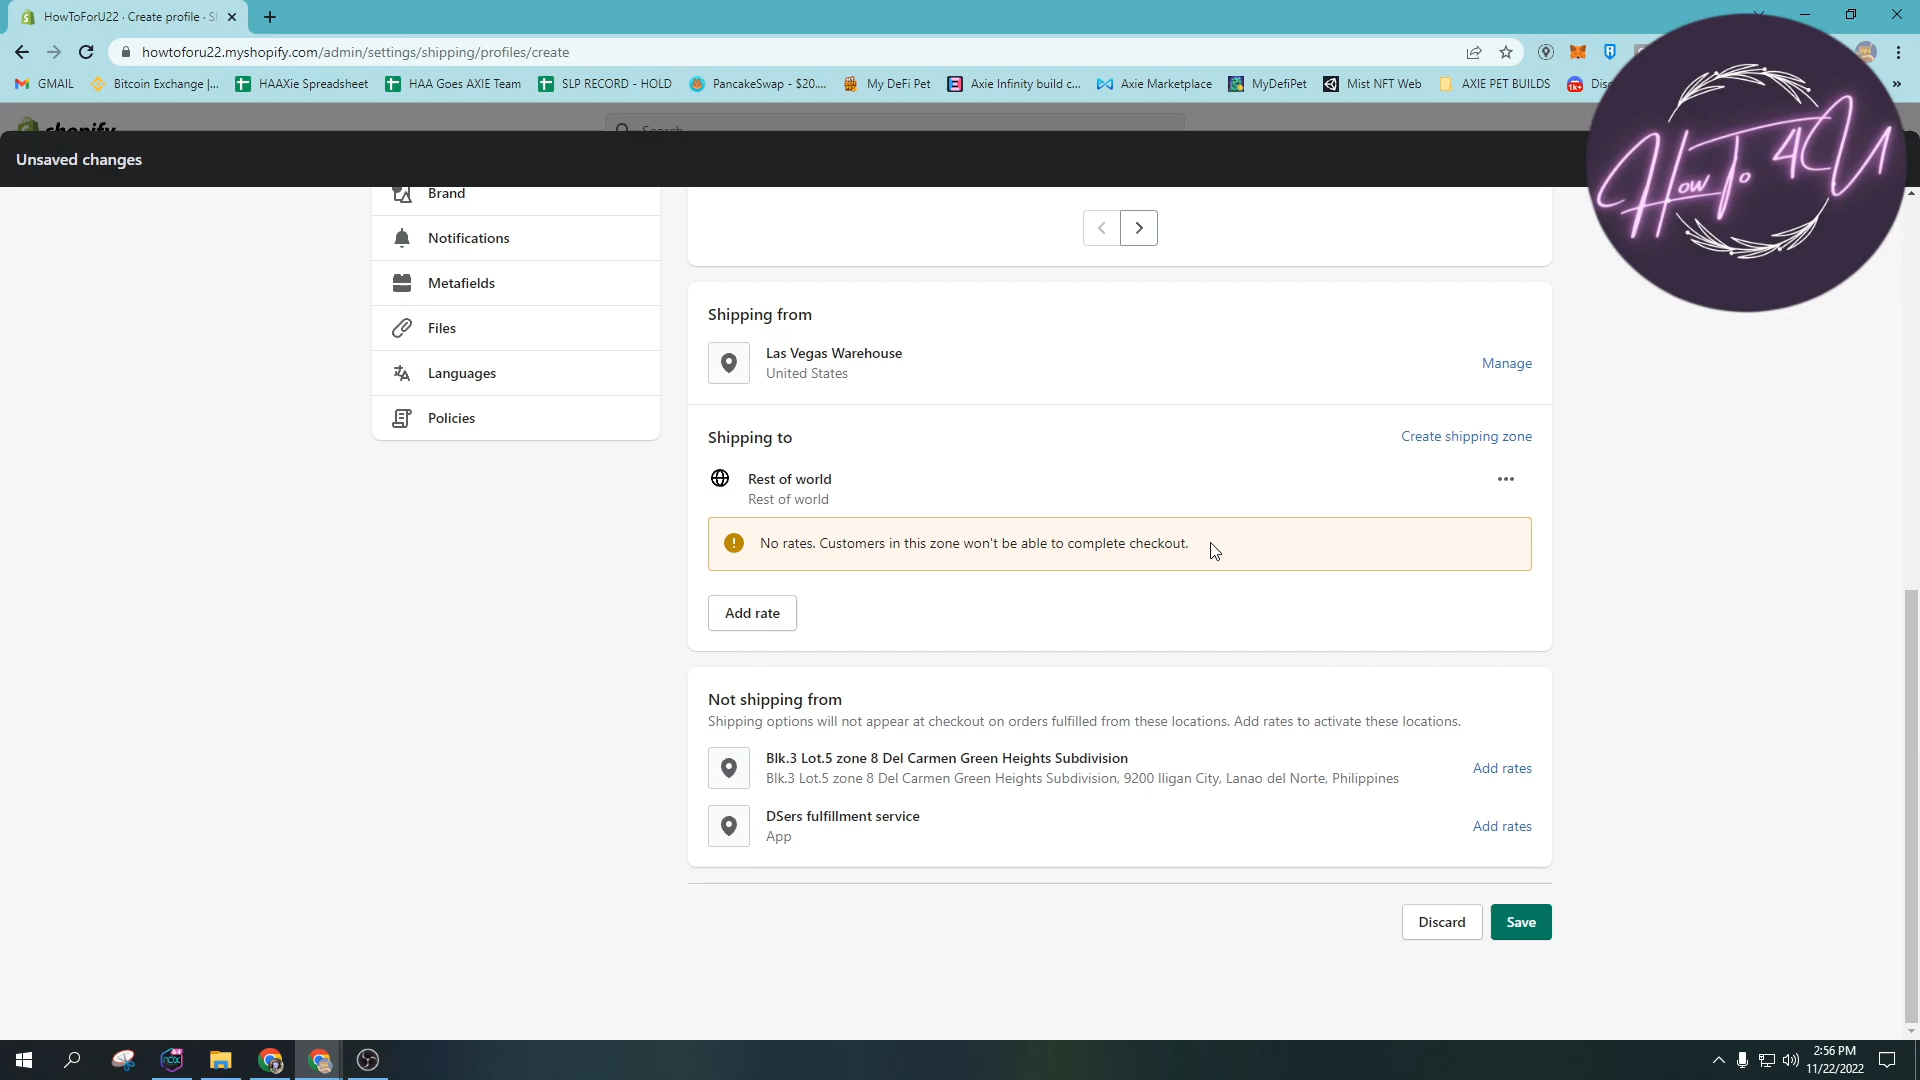 HowToForU22 · Create profile · S
howtoforu22.myshopify.com/admin/settings/shipping/profiles/create
GMAIL
Bitcoin Exchange |...
HAAXie Spreadsheet
HAA Goes AXIE Team
SLP RECORD - HOLD
PancakeSwap - $20....
My DeFi Pet
Axie Infinity build c...
Axie Marketplace
MyDefiPet
Mist NFT Web
AXIE PET BUILDS
»
shopify
Search
Unsaved changes
HowTo 4U
Brand
Notifications
Metafields
Files
Languages
Policies
Shipping from
Las Vegas Warehouse
United States
Manage
Shipping to
Create shipping zone
Rest of world
Rest of world
No rates. Customers in this zone won't be able to complete checkout.
Add rate
Not shipping from
Shipping options will not appear at checkout on orders fulfilled from these locations. Add rates to activate these locations.
Blk.3 Lot.5 zone 8 Del Carmen Green Heights Subdivision
Blk.3 Lot.5 zone 8 Del Carmen Green Heights Subdivision, 9200 Iligan City, Lanao del Norte, Philippines
Add rates
DSers fulfillment service
App
Add rates
Discard
Save
2:56 PM
11/22/2022